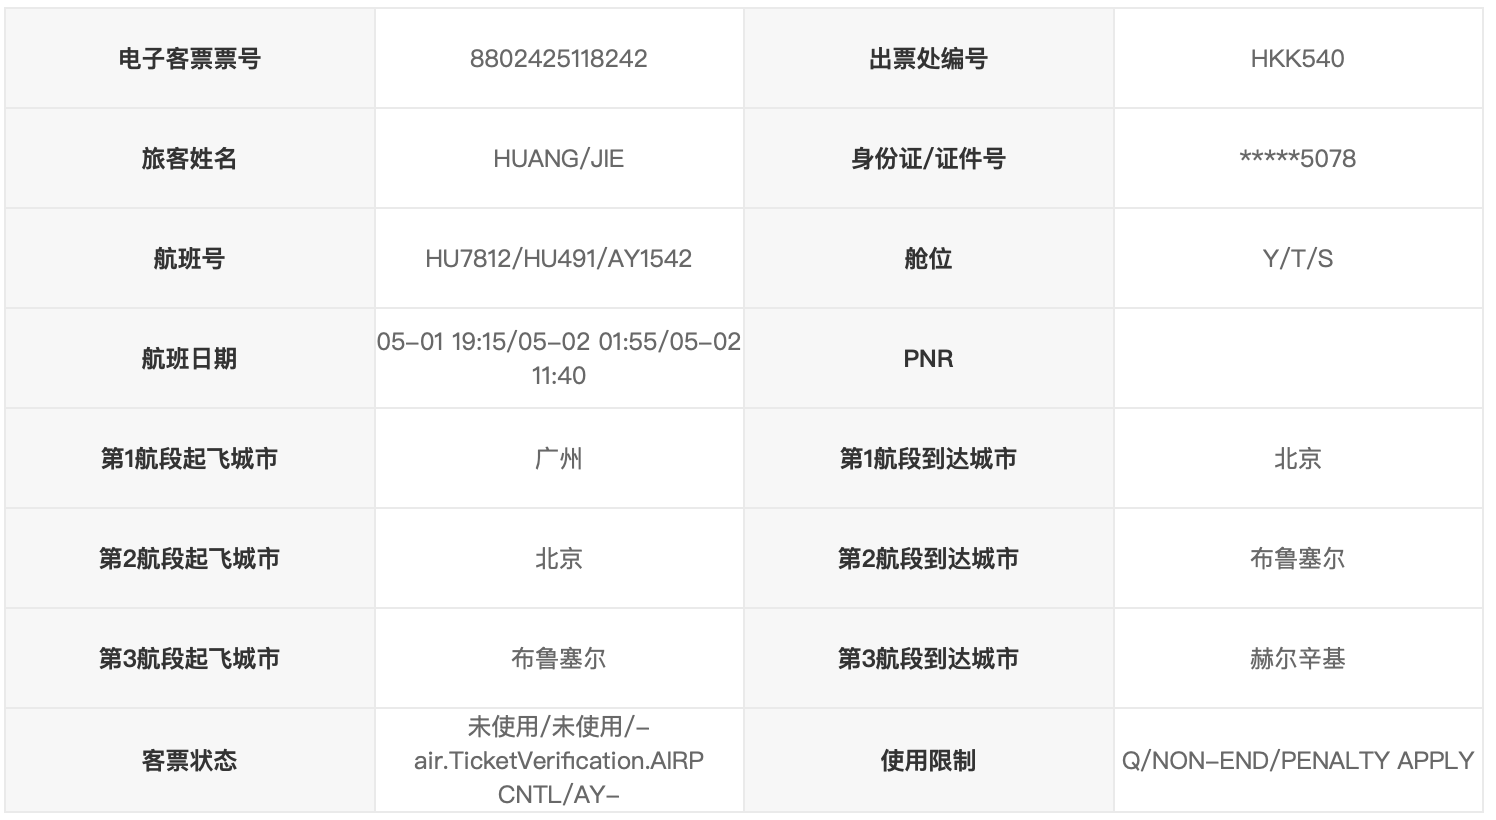 电子客票票号 8802425118242 出票处编号 HKK540
旅客姓名 HUANG/JIE 身份证/证件号 *****5078
航班号 HU7812/HU491/AY1542 舱位 Y/T/S
航班日期 05-01 19:15/05-02 01:55/05-02
11:40 PNR
第1航段起飞城市 广州 第1航段到达城市 北京
第2航段起飞城市 北京 第2航段到达城市 布鲁塞尔
第3航段起飞城市 布鲁塞尔 第3航段到达城市 赫尔辛基
客票状态 未使用/未使用/-
air.TicketVerification.AIRP
CNTL/AY- 使用限制 Q/NON-END/PENALTY APPLY